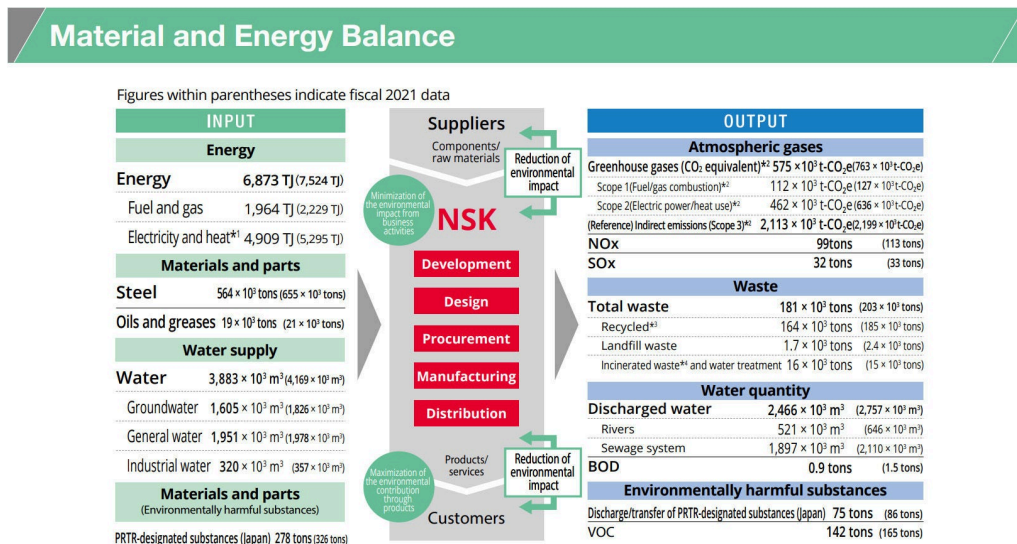 Material and Energy Balance
Figures within parentheses indicate fiscal 2021 data
INPUT
Energy
Energy 6,873 TJ (7,524 TJ)
Fuel and gas 1,964 TJ (2,229 TJ)
Electricity and heat*1 4,909 TJ (5,295 TJ)
Materials and parts
Steel 564 × 10³ tons (655 × 10³ tons)
Oils and greases 19 × 10³ tons (21 × 10³ tons)
Water supply
Water 3,883 × 10³ m³ (4,169 × 10³ m³)
Groundwater 1,605 × 10³ m³ (1,826 × 10³ m³)
General water 1,951 × 10³ m³ (1,978 × 10³ m³)
Industrial water 320 × 10³ m³ (357 × 10³ m³)
Materials and parts
(Environmentally harmful substances)
PRTR-designated substances (Japan) 278 tons (326 tons)
Suppliers
Components/
raw materials
Reduction of
environmental
impact
Minimization of
the environmental
impact from
business
activities
NSK
Development
Design
Procurement
Manufacturing
Distribution
Products/
services
Reduction of
environmental
impact
Maximization of
the environmental
contribution
through
products
Customers
OUTPUT
Atmospheric gases
Greenhouse gases (CO₂ equivalent)*2 575 × 10³ t-CO₂e (763 × 10³ t-CO₂e)
Scope 1(Fuel/gas combustion)*2 112 × 10³ t-CO₂e (127 × 10³ t-CO₂e)
Scope 2(Electric power/heat use)*2 462 × 10³ t-CO₂e (636 × 10³ t-CO₂e)
(Reference) Indirect emissions (Scope 3)*2 2,113 × 10³ t-CO₂e (2,199 × 10³ t-CO₂e)
NOx 99tons (113 tons)
SOx 32 tons (33 tons)
Waste
Total waste 181 × 10³ tons (203 × 10³ tons)
Recycled*3 164 × 10³ tons (185 × 10³ tons)
Landfill waste 1.7 × 10³ tons (2.4 × 10³ tons)
Incinerated waste*4 and water treatment 16 × 10³ tons (15 × 10³ tons)
Water quantity
Discharged water 2,466 × 10³ m³ (2,757 × 10³ m³)
Rivers 521 × 10³ m³ (646 × 10³ m³)
Sewage system 1,897 × 10³ m³ (2,110 × 10³ m³)
BOD 0.9 tons (1.5 tons)
Environmentally harmful substances
Discharge/transfer of PRTR-designated substances (Japan) 75 tons (86 tons)
VOC 142 tons (165 tons)